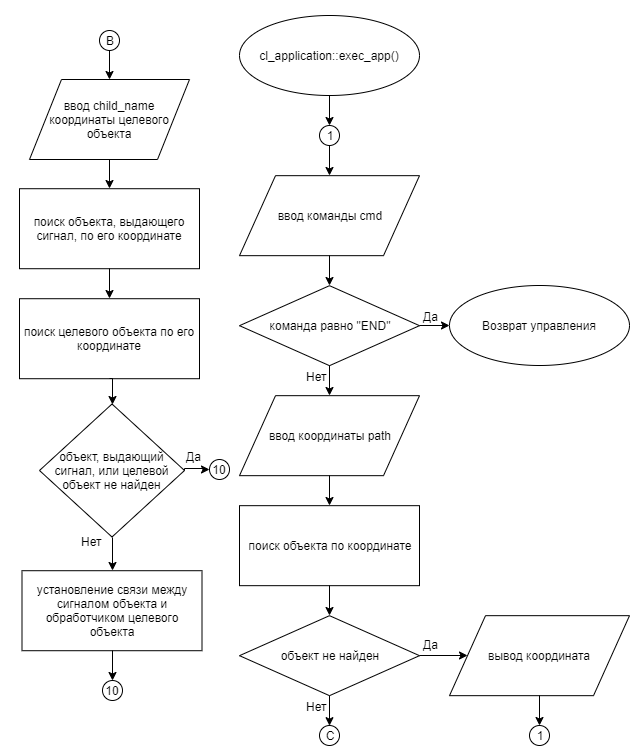 B
ввод child_name
координаты целевого
объекта
поиск объекта, выдающего
сигнал, по его координате
поиск целевого объекта по его
координате
объект, выдающий
сигнал, или целевой
объект не найден
Да
10
Нет
установление связи между
сигналом объекта и
обработчиком целевого
объекта
10
cl_application::exec_app()
1
ввод команды cmd
команда равно "END"
Да
Возврат управления
Нет
ввод координаты path
поиск объекта по координате
объект не найден
Да
вывод координата
Нет
C
1